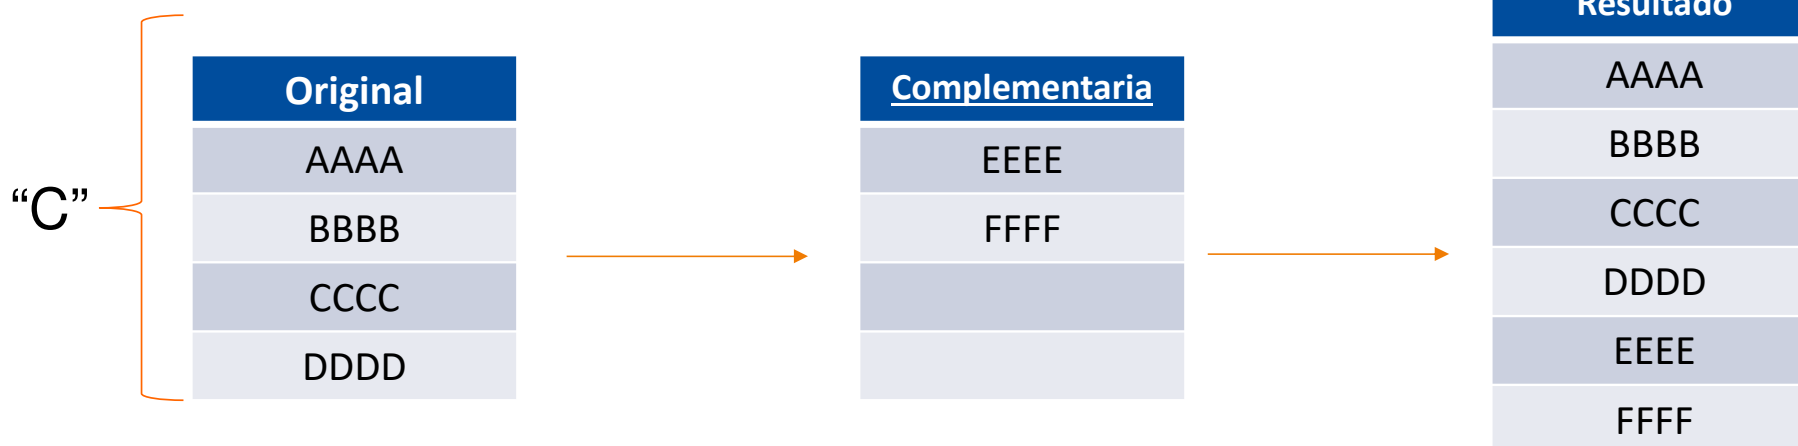 “C”
Original
AAAA
BBBB
CCCC
DDDD
Complementaria
EEEE
FFFF
Resultado
AAAA
BBBB
CCCC
DDDD
EEEE
FFFF